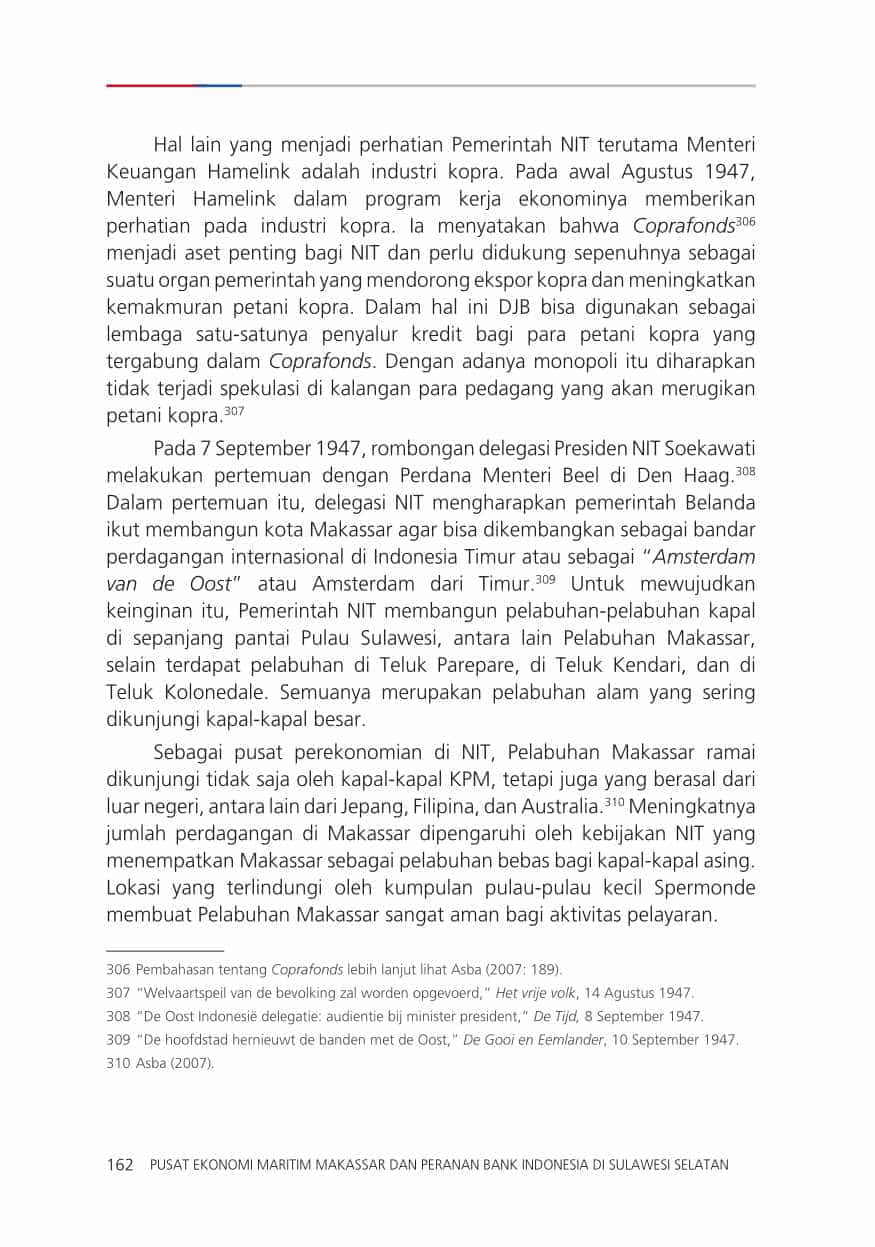 Hal lain yang menjadi perhatian Pemerintah NIT terutama Menteri
Keuangan Hamelink adalah industri kopra. Pada awal Agustus 1947,
Menteri Hamelink dalam program kerja ekonominya memberikan
perhatian pada industri kopra. Ia menyatakan bahwa Coprafonds306
menjadi aset penting bagi NIT dan perlu didukung sepenuhnya sebagai
suatu organ pemerintah yang mendorong ekspor kopra dan meningkatkan
kemakmuran petani kopra. Dalam hal ini DJB bisa digunakan sebagai
lembaga satu-satunya penyalur kredit bagi para petani kopra yang
tergabung dalam Coprafonds. Dengan adanya monopoli itu diharapkan
tidak terjadi spekulasi di kalangan para pedagang yang akan merugikan
petani kopra.307
Pada 7 September 1947, rombongan delegasi Presiden NIT Soekawati
melakukan pertemuan dengan Perdana Menteri Beel di Den Haag.308
Dalam pertemuan itu, delegasi NIT mengharapkan pemerintah Belanda
ikut membangun kota Makassar agar bisa dikembangkan sebagai bandar
perdagangan internasional di Indonesia Timur atau sebagai “Amsterdam
van de Oost” atau Amsterdam dari Timur.309 Untuk mewujudkan
keinginan itu, Pemerintah NIT membangun pelabuhan-pelabuhan kapal
di sepanjang pantai Pulau Sulawesi, antara lain Pelabuhan Makassar,
selain terdapat pelabuhan di Teluk Parepare, di Teluk Kendari, dan di
Teluk Kolonedale. Semuanya merupakan pelabuhan alam yang sering
dikunjungi kapal-kapal besar.
Sebagai pusat perekonomian di NIT, Pelabuhan Makassar ramai
dikunjungi tidak saja oleh kapal-kapal KPM, tetapi juga yang berasal dari
luar negeri, antara lain dari Jepang, Filipina, dan Australia.310 Meningkatnya
jumlah perdagangan di Makassar dipengaruhi oleh kebijakan NIT yang
menempatkan Makassar sebagai pelabuhan bebas bagi kapal-kapal asing.
Lokasi yang terlindungi oleh kumpulan pulau-pulau kecil Spermonde
membuat Pelabuhan Makassar sangat aman bagi aktivitas pelayaran.
306 Pembahasan tentang Coprafonds lebih lanjut lihat Asba (2007: 189).
307 “Welvaartspeil van de bevolking zal worden opgevoerd,” Het vrije volk, 14 Agustus 1947.
308 “De Oost Indonesië delegatie: audientie bij minister president,” De Tijd, 8 September 1947.
309 “De hoofdstad hernieuwt de banden met de Oost,” De Gooi en Eemlander, 10 September 1947.
310 Asba (2007).
162 PUSAT EKONOMI MARITIM MAKASSAR DAN PERANAN BANK INDONESIA DI SULAWESI SELATAN